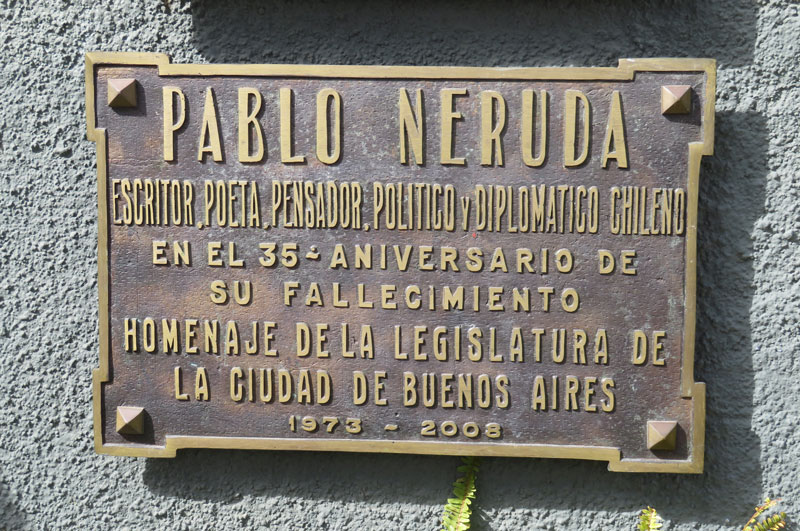 PABLO NERUDA
ESCRITOR, POETA, PENSADOR, POLITICO Y DIPLOMATICO CHILENO
EN EL 35º ANIVERSARIO DE
SU FALLECIMIENTO
HOMENAJE DE LA LEGISLATURA DE
LA CIUDAD DE BUENOS AIRES
1973 - 2008